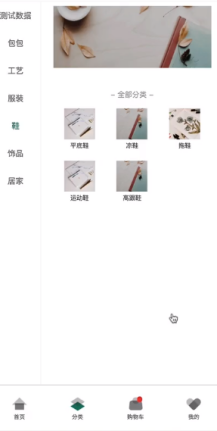 测试数据
包包
工艺
服装
鞋
饰品
居家
– 全部分类 –
平底鞋 凉鞋 拖鞋
运动鞋 高跟鞋
首页 分类 购物车 我的